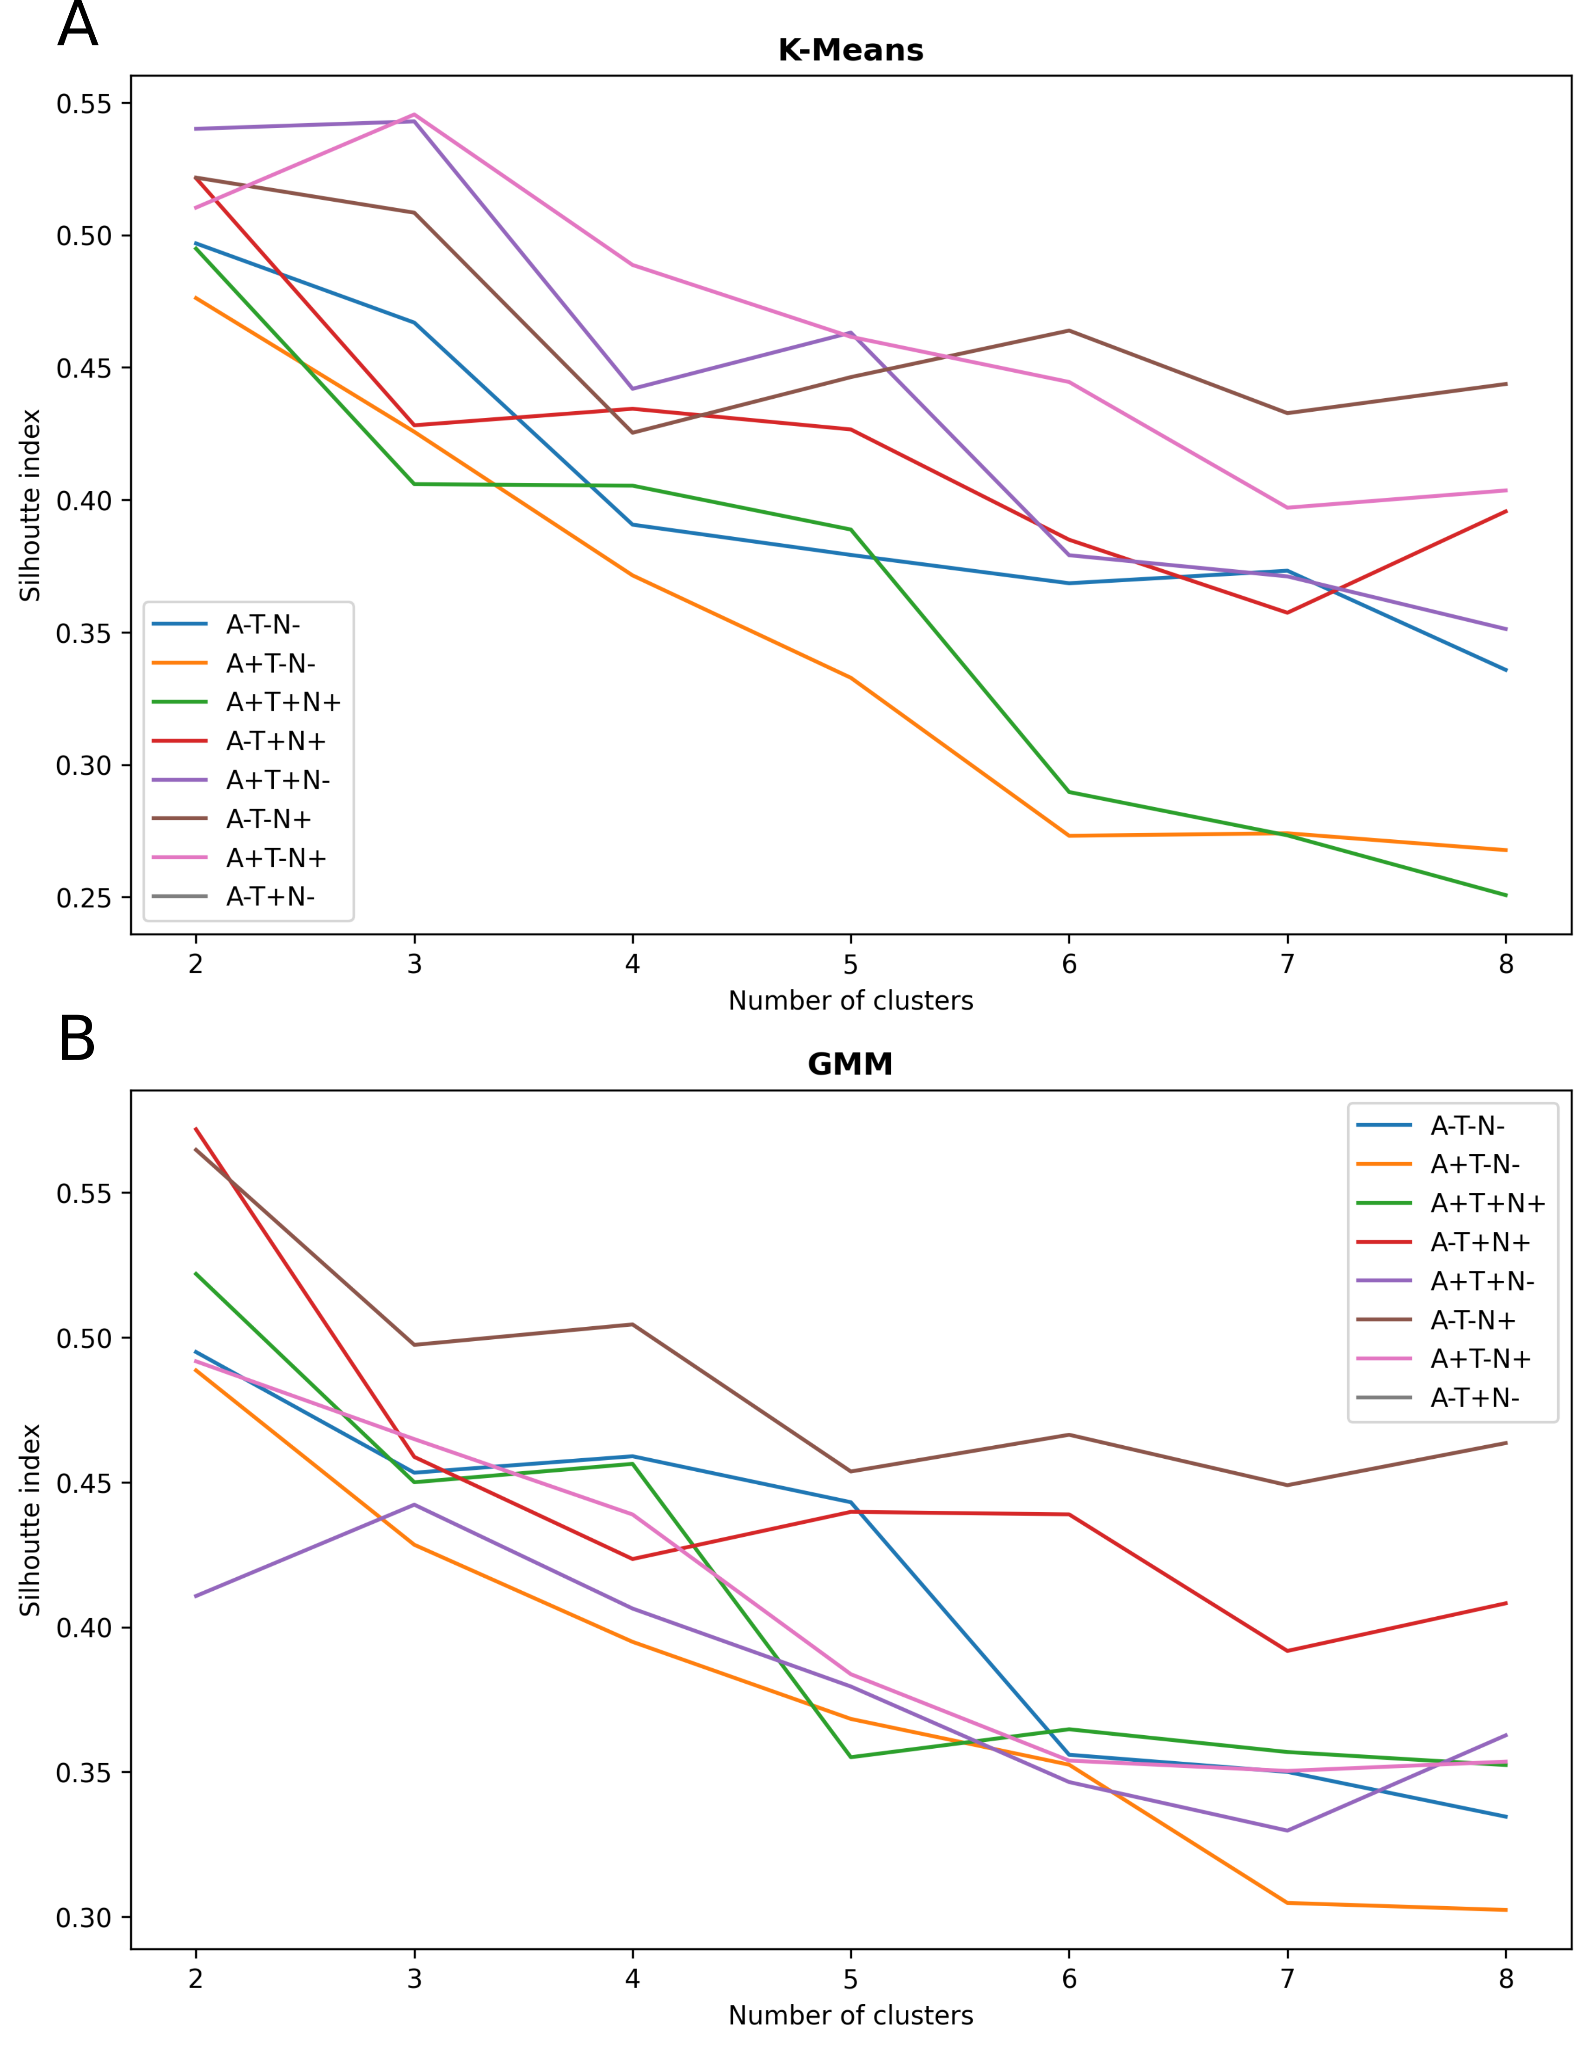 A
K-Means
0.55
0.50
0.45
0.40
0.35
0.30
0.25
Silhoutte index
A-T-N-
A+T-N-
A+T+N+
A-T+N+
A+T+N-
A-T-N+
A+T-N+
A-T+N-
2 3 4 5 6 7 8
Number of clusters
B
GMM
0.55
0.50
0.45
0.40
0.35
0.30
Silhoutte index
A-T-N-
A+T-N-
A+T+N+
A-T+N+
A+T+N-
A-T-N+
A+T-N+
A-T+N-
2 3 4 5 6 7 8
Number of clusters